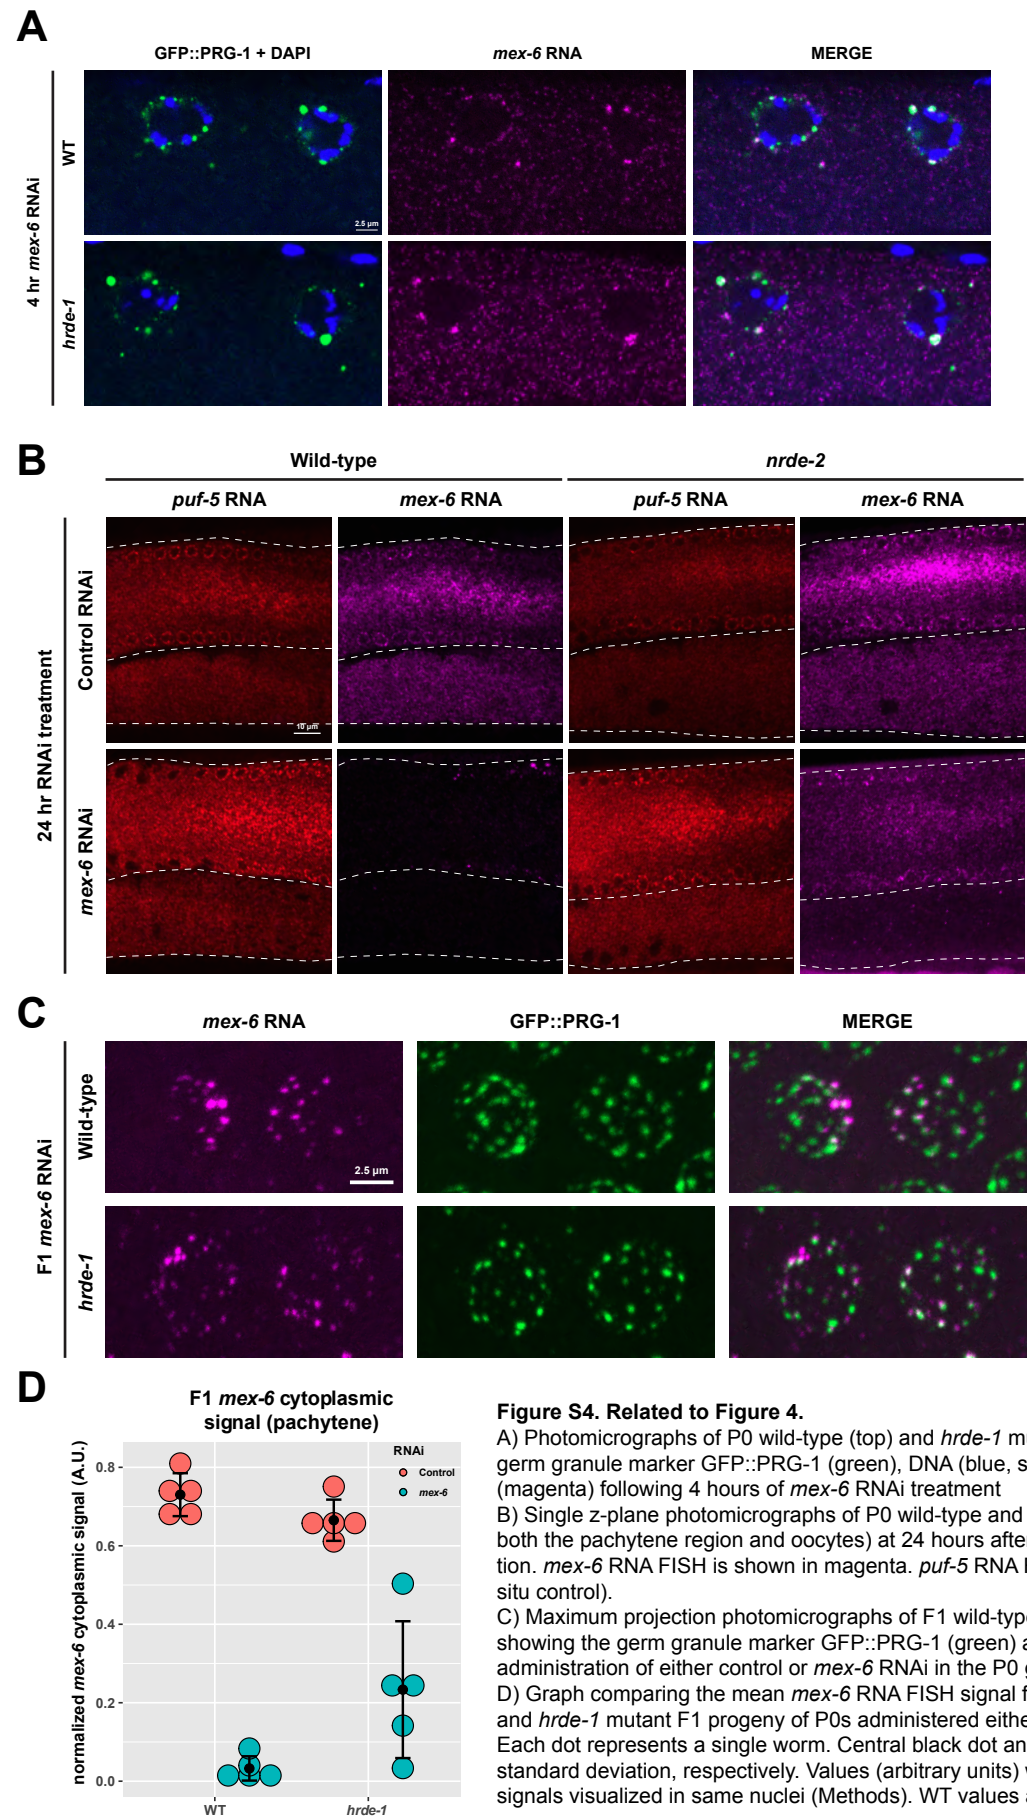 A
GFP::PRG-1 + DAPI
mex-6 RNA
MERGE
4 hr mex-6 RNAi
WT
2.5 µm
hrde-1
B
Wild-type
nrde-2
puf-5 RNA
mex-6 RNA
puf-5 RNA
mex-6 RNA
24 hr RNAi treatment
Control RNAi
10 µm
mex-6 RNAi
C
mex-6 RNA
GFP::PRG-1
MERGE
F1 mex-6 RNAi
Wild-type
2.5 µm
hrde-1
D
F1 mex-6 cytoplasmic
signal (pachytene)
normalized mex-6 cytoplasmic signal (A.U.)
RNAi
Control
mex-6
0.8
0.6
0.4
0.2
0.0
WT
hrde-1
Figure S4. Related to Figure 4.
A) Photomicrographs of P0 wild-type (top) and hrde-1 mu
germ granule marker GFP::PRG-1 (green), DNA (blue, s
(magenta) following 4 hours of mex-6 RNAi treatment
B) Single z-plane photomicrographs of P0 wild-type and
both the pachytene region and oocytes) at 24 hours after
tion. mex-6 RNA FISH is shown in magenta. puf-5 RNA
situ control).
C) Maximum projection photomicrographs of F1 wild-type
showing the germ granule marker GFP::PRG-1 (green) a
administration of either control or mex-6 RNAi in the P0
D) Graph comparing the mean mex-6 RNA FISH signal f
and hrde-1 mutant F1 progeny of P0s administered eithe
Each dot represents a single worm. Central black dot an
standard deviation, respectively. Values (arbitrary units)
signals visualized in same nuclei (Methods). WT values